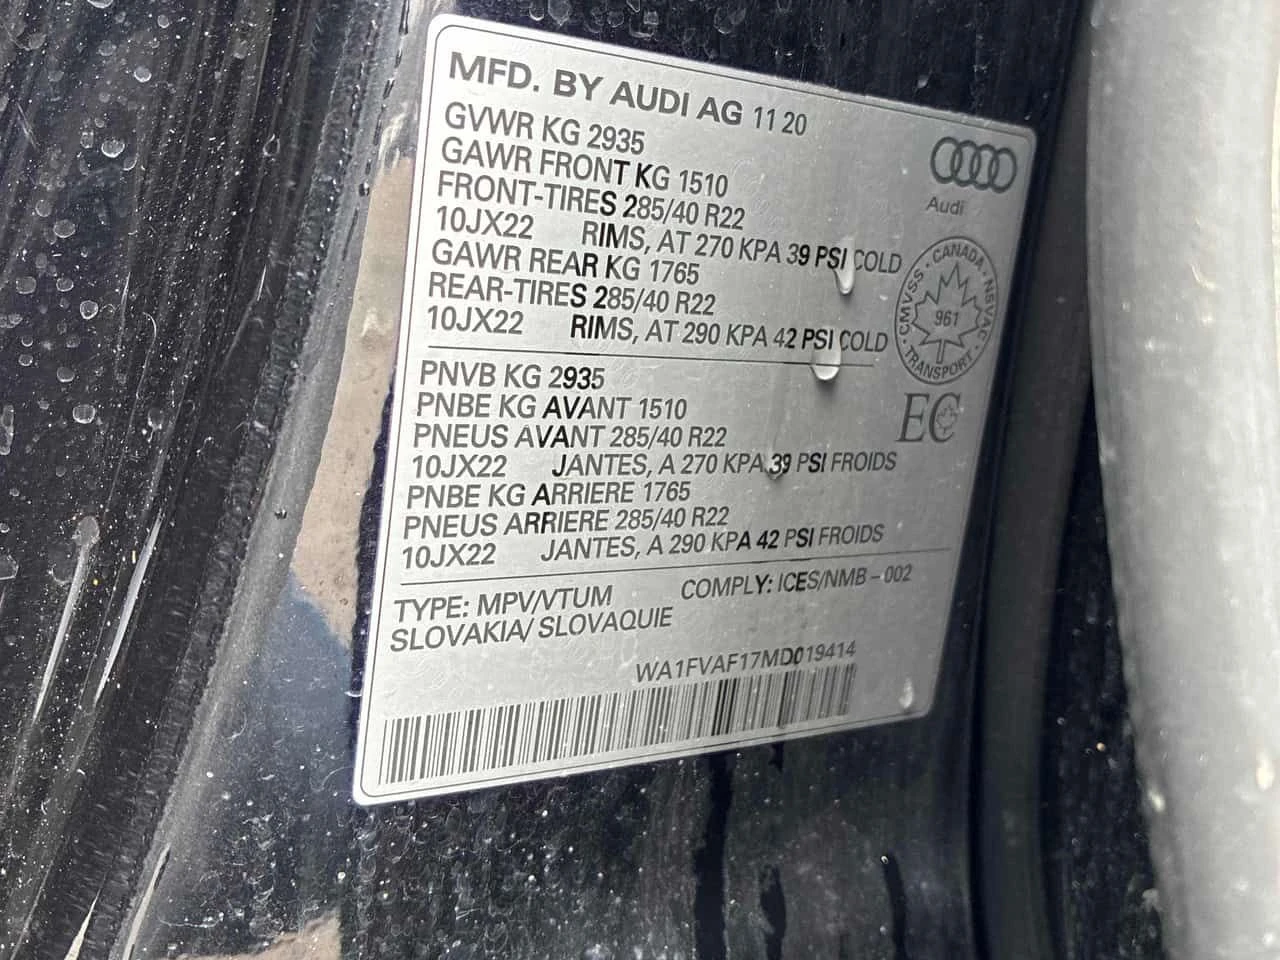 MFD. BY AUDI AG 11 20
GVWR KG 2935
GAWR FRONT KG 1510
FRONT-TIRES 285/40 R22
10JX22 RIMS, AT 270 KPA 39 PSI COLD
GAWR REAR KG 1765
REAR-TIRES 285/40 R22
10JX22 RIMS, AT 290 KPA 42 PSI COLD
Audi
CANADA · NSVAC · TRANSPORT · CMVSS ·
961
EC
PNVB KG 2935
PNBE KG AVANT 1510
PNEUS AVANT 285/40 R22
10JX22 JANTES, A 270 KPA 39 PSI FROIDS
PNBE KG ARRIERE 1765
PNEUS ARRIERE 285/40 R22
10JX22 JANTES, A 290 KPA 42 PSI FROIDS
TYPE: MPV/VTUM COMPLY: ICES/NMB - 002
SLOVAKIA/ SLOVAQUIE
WA1FVAF17MD019414